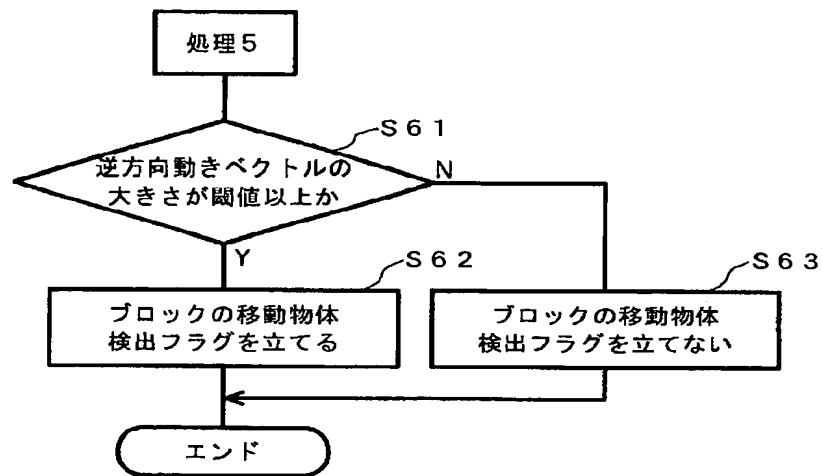 処理5
S61
逆方向動きベクトルの
大きさが閾値以上か
N
Y
S62
S63
ブロックの移動物体
検出フラグを立てる
ブロックの移動物体
検出フラグを立てない
エンド